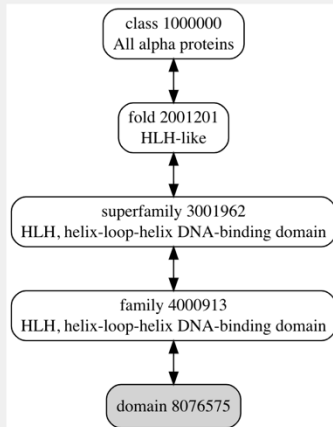 class 1000000
All alpha proteins
fold 2001201
HLH-like
superfamily 3001962
HLH, helix-loop-helix DNA-binding domain
family 4000913
HLH, helix-loop-helix DNA-binding domain
domain 8076575